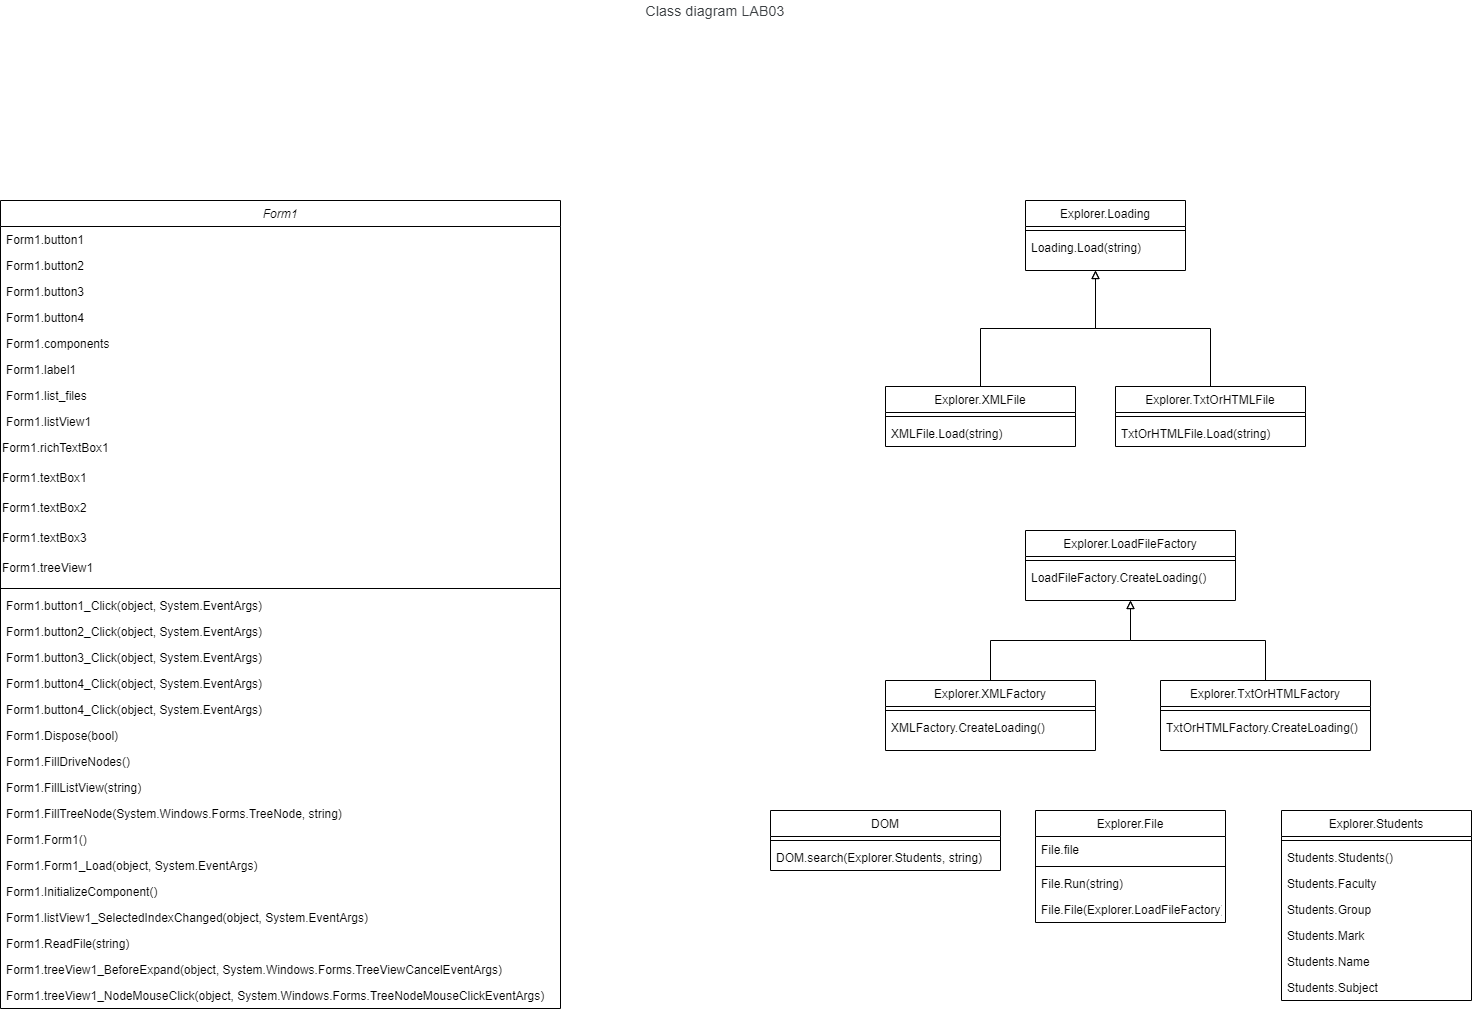 Class diagram LAB03
Form1
Form1.button1
Form1.button2
Form1.button3
Form1.button4
Form1.components
Form1.label1
Form1.list_files
Form1.listView1
Form1.richTextBox1
Form1.textBox1
Form1.textBox2
Form1.textBox3
Form1.treeView1
Form1.button1_Click(object, System.EventArgs)
Form1.button2_Click(object, System.EventArgs)
Form1.button3_Click(object, System.EventArgs)
Form1.button4_Click(object, System.EventArgs)
Form1.button4_Click(object, System.EventArgs)
Form1.Dispose(bool)
Form1.FillDriveNodes()
Form1.FillListView(string)
Form1.FillTreeNode(System.Windows.Forms.TreeNode, string)
Form1.Form1()
Form1.Form1_Load(object, System.EventArgs)
Form1.InitializeComponent()
Form1.listView1_SelectedIndexChanged(object, System.EventArgs)
Form1.ReadFile(string)
Form1.treeView1_BeforeExpand(object, System.Windows.Forms.TreeViewCancelEventArgs)
Form1.treeView1_NodeMouseClick(object, System.Windows.Forms.TreeNodeMouseClickEventArgs)
Explorer.Loading
Loading.Load(string)
Explorer.XMLFile
XMLFile.Load(string)
Explorer.TxtOrHTMLFile
TxtOrHTMLFile.Load(string)
Explorer.LoadFileFactory
LoadFileFactory.CreateLoading()
Explorer.XMLFactory
XMLFactory.CreateLoading()
Explorer.TxtOrHTMLFactory
TxtOrHTMLFactory.CreateLoading()
DOM
DOM.search(Explorer.Students, string)
Explorer.File
File.file
File.Run(string)
File.File(Explorer.LoadFileFactory)
Explorer.Students
Students.Students()
Students.Faculty
Students.Group
Students.Mark
Students.Name
Students.Subject